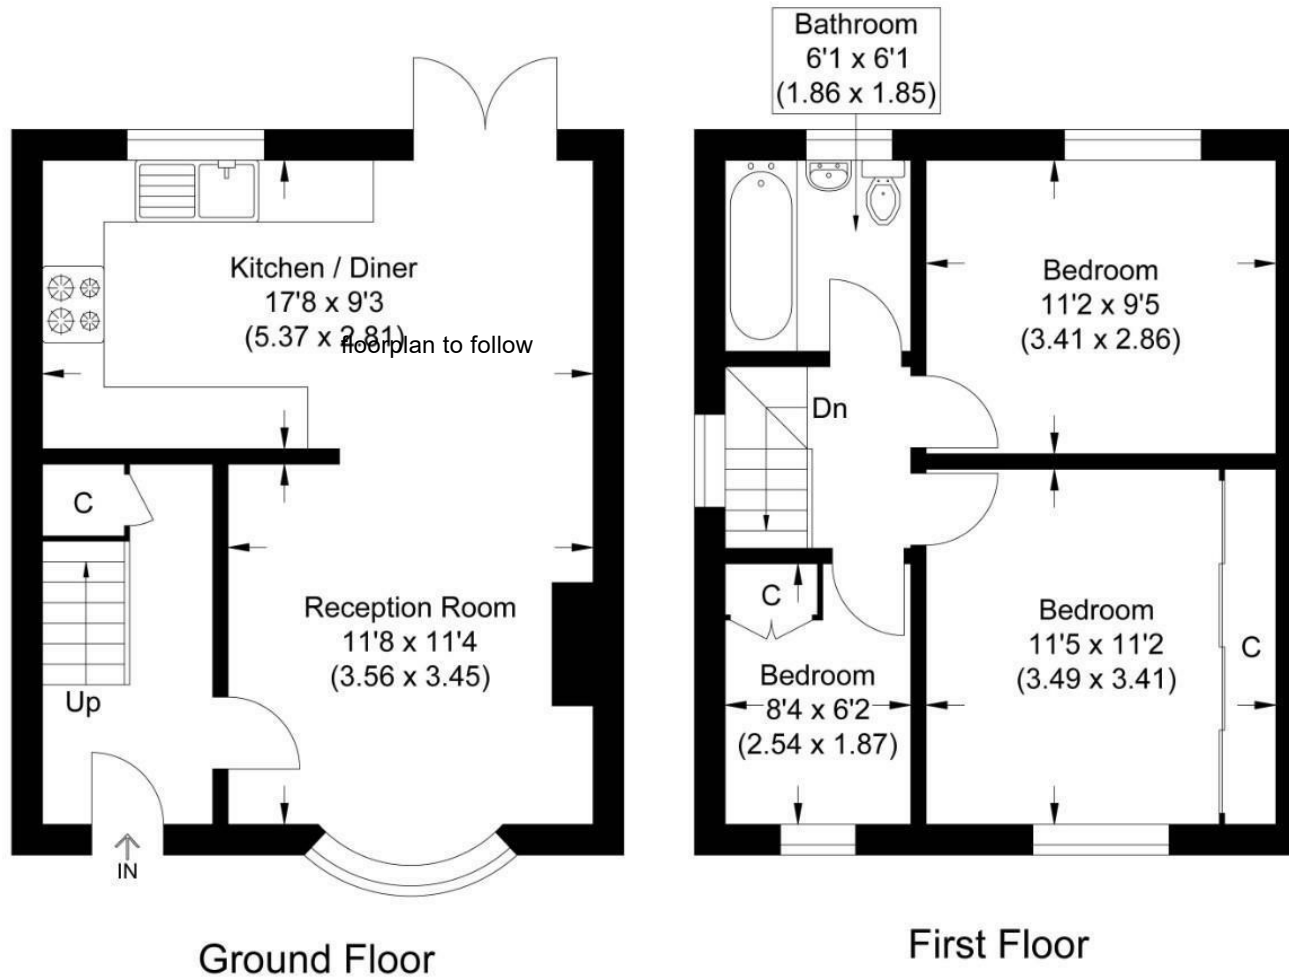 Bathroom
6'1 x 6'1
(1.86 x 1.85)
Kitchen / Diner
17'8 x 9'3
(5.37 x 2.81)
floorplan to follow
C
Up
IN
Reception Room
11'8 x 11'4
(3.56 x 3.45)
Ground Floor
Bedroom
11'2 x 9'5
(3.41 x 2.86)
Dn
C
Bedroom
8'4 x 6'2
(2.54 x 1.87)
Bedroom
11'5 x 11'2
(3.49 x 3.41)
C
First Floor